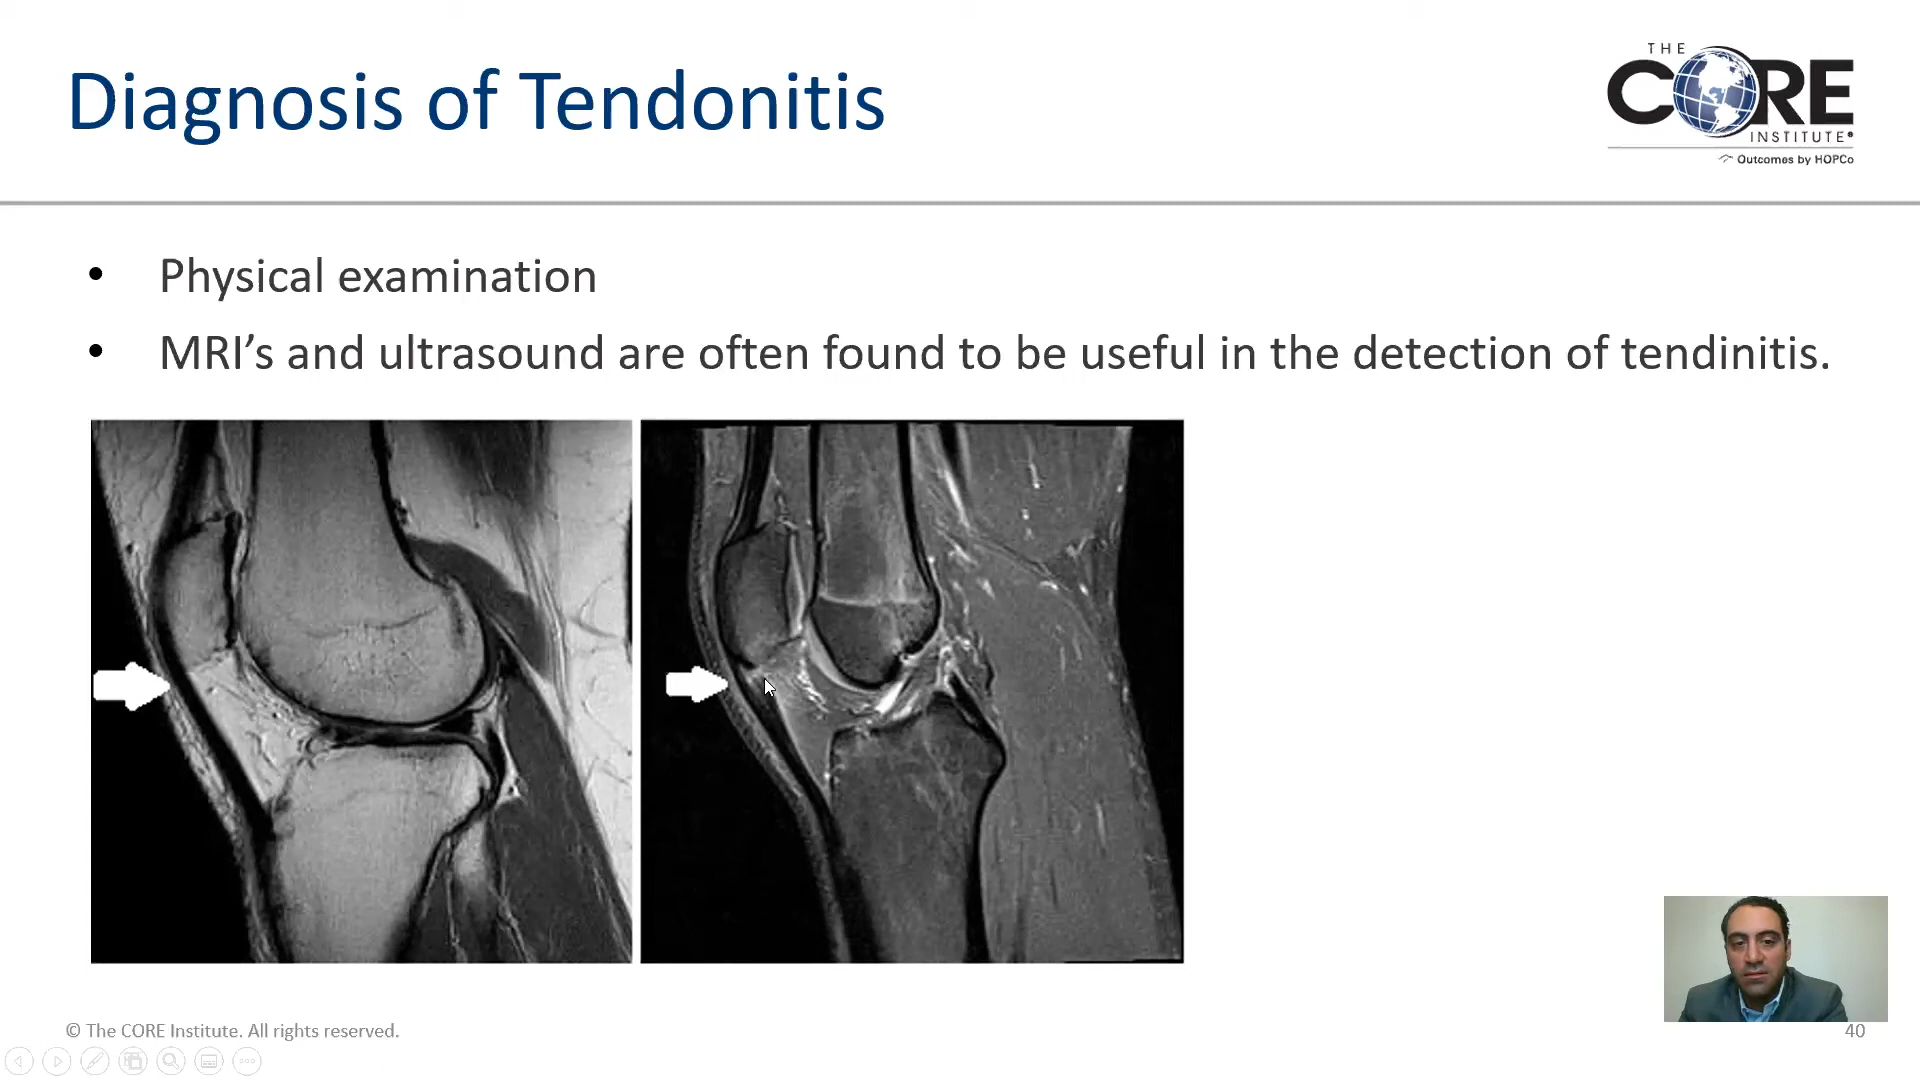 Diagnosis of Tendonitis
THE
CORE
INSTITUTE®
Outcomes by HOPCo
• Physical examination
• MRI’s and ultrasound are often found to be useful in the detection of tendinitis.
© The CORE Institute. All rights reserved.
40